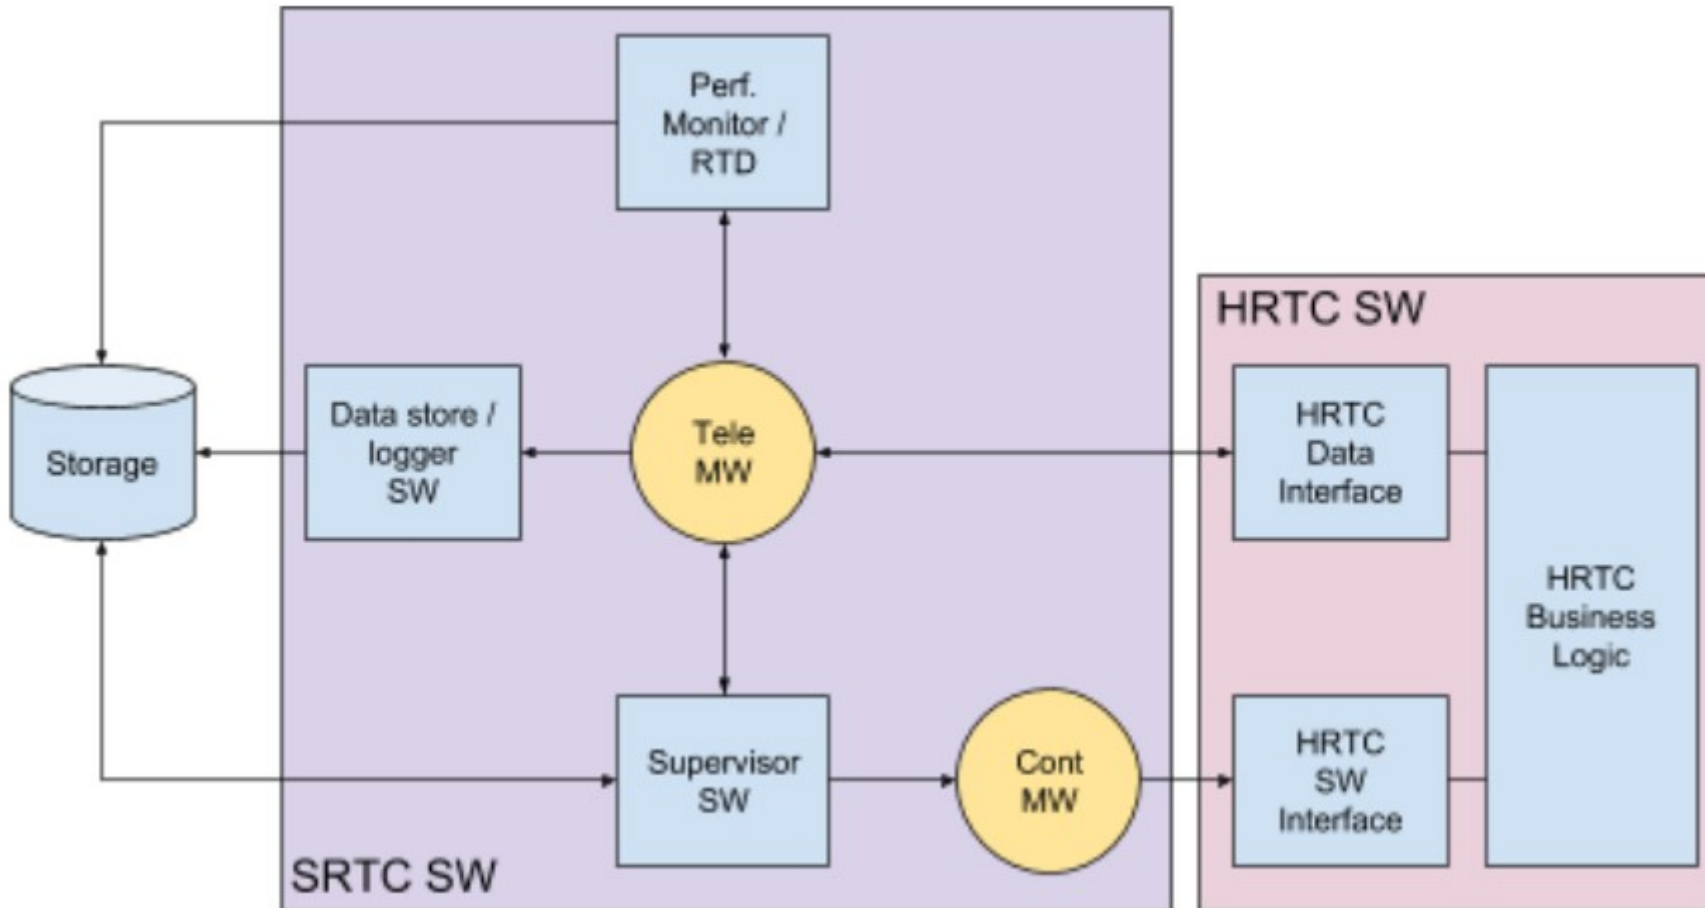 Perf.
Monitor /
RTD
HRTC SW
Storage
Data store /
logger
SW
Tele
MW
HRTC
Data
Interface
HRTC
Business
Logic
Supervisor
SW
Cont
MW
HRTC
SW
Interface
SRTC SW